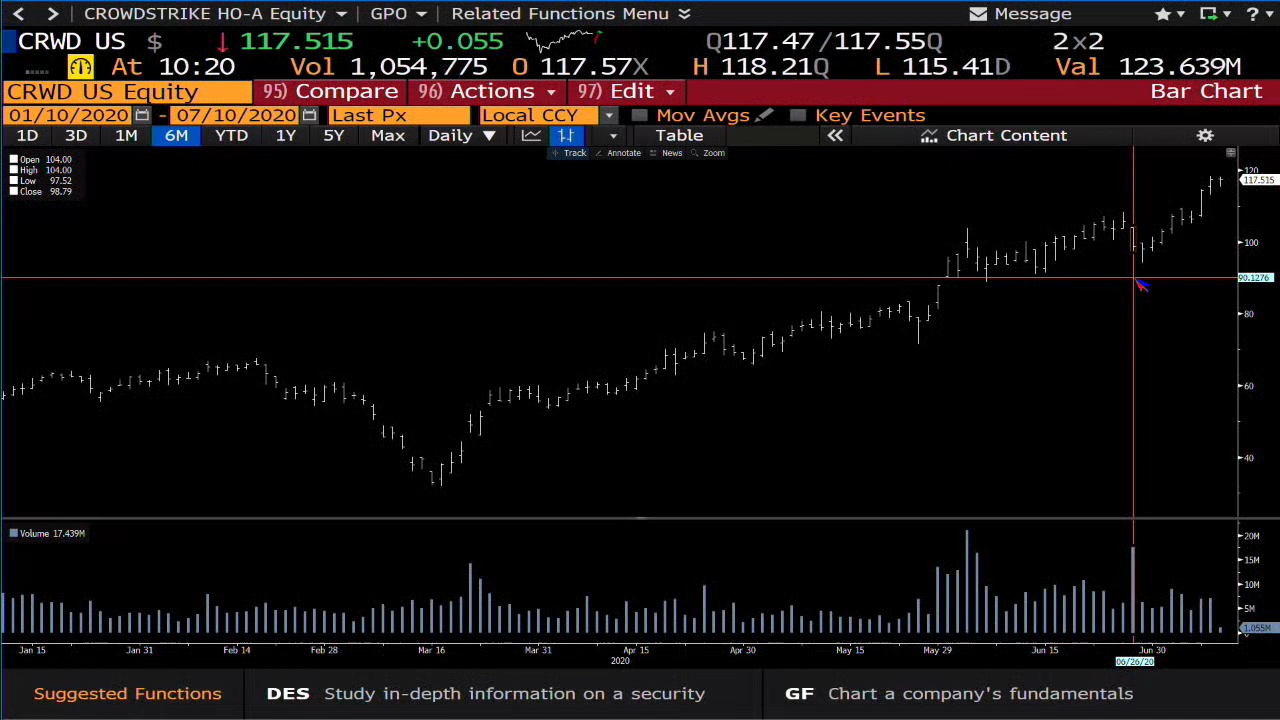 CROWDSTRIKE HO-A Equity GPO Related Functions Menu Message ?
CRWD US $ ↓ 117.515 +0.055 Q117.47/117.55Q 2×2
At 10:20 Vol 1,054,775 O 117.57X H 118.21Q L 115.41D Val 123.639M
CRWD US Equity 95) Compare 96) Actions 97) Edit Bar Chart
01/10/2020 - 07/10/2020 Last Px Local CCY Mov Avgs Key Events
1D 3D 1M 6M YTD 1Y 5Y Max Daily ▼ Table « Chart Content
Track Annotate News Zoom
Open 104.00
High 104.00
Low 97.52
Close 98.79
120
117.515
100
90.1276
80
60
40
Volume 17.439M
20M
15M
10M
5M
1.055M
0
Jan 15 Jan 31 Feb 14 Feb 28 Mar 16 Mar 31 Apr 15 Apr 30 May 15 May 29 Jun 15 Jun 30
2020 06/26/20
Suggested Functions DES Study in-depth information on a security GF Chart a company's fundamentals